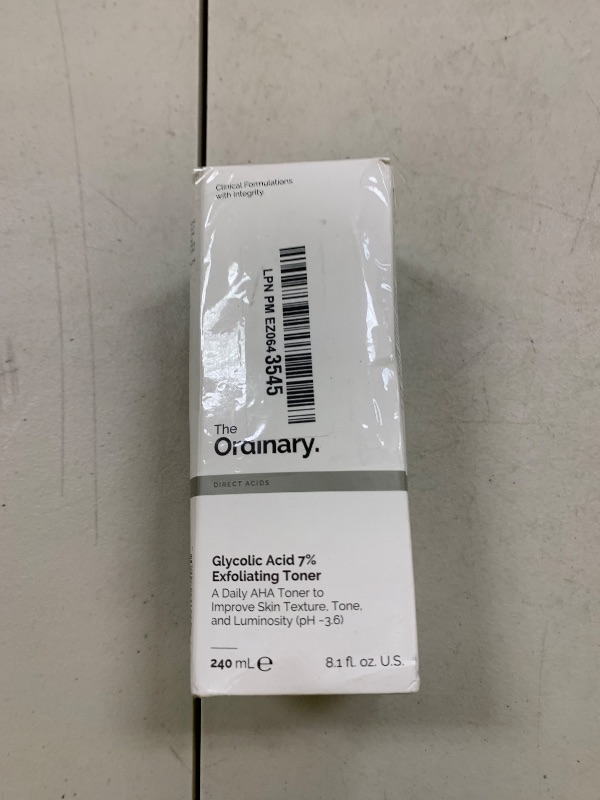 Clinical Formulations
with Integrity.
LPN PM EZ064 3545
The
Ordinary.
DIRECT ACIDS
Glycolic Acid 7%
Exfoliating Toner
A Daily AHA Toner to
Improve Skin Texture, Tone,
and Luminosity (pH ~3.6)
240 mL ℮ 8.1 fl. oz. U.S.